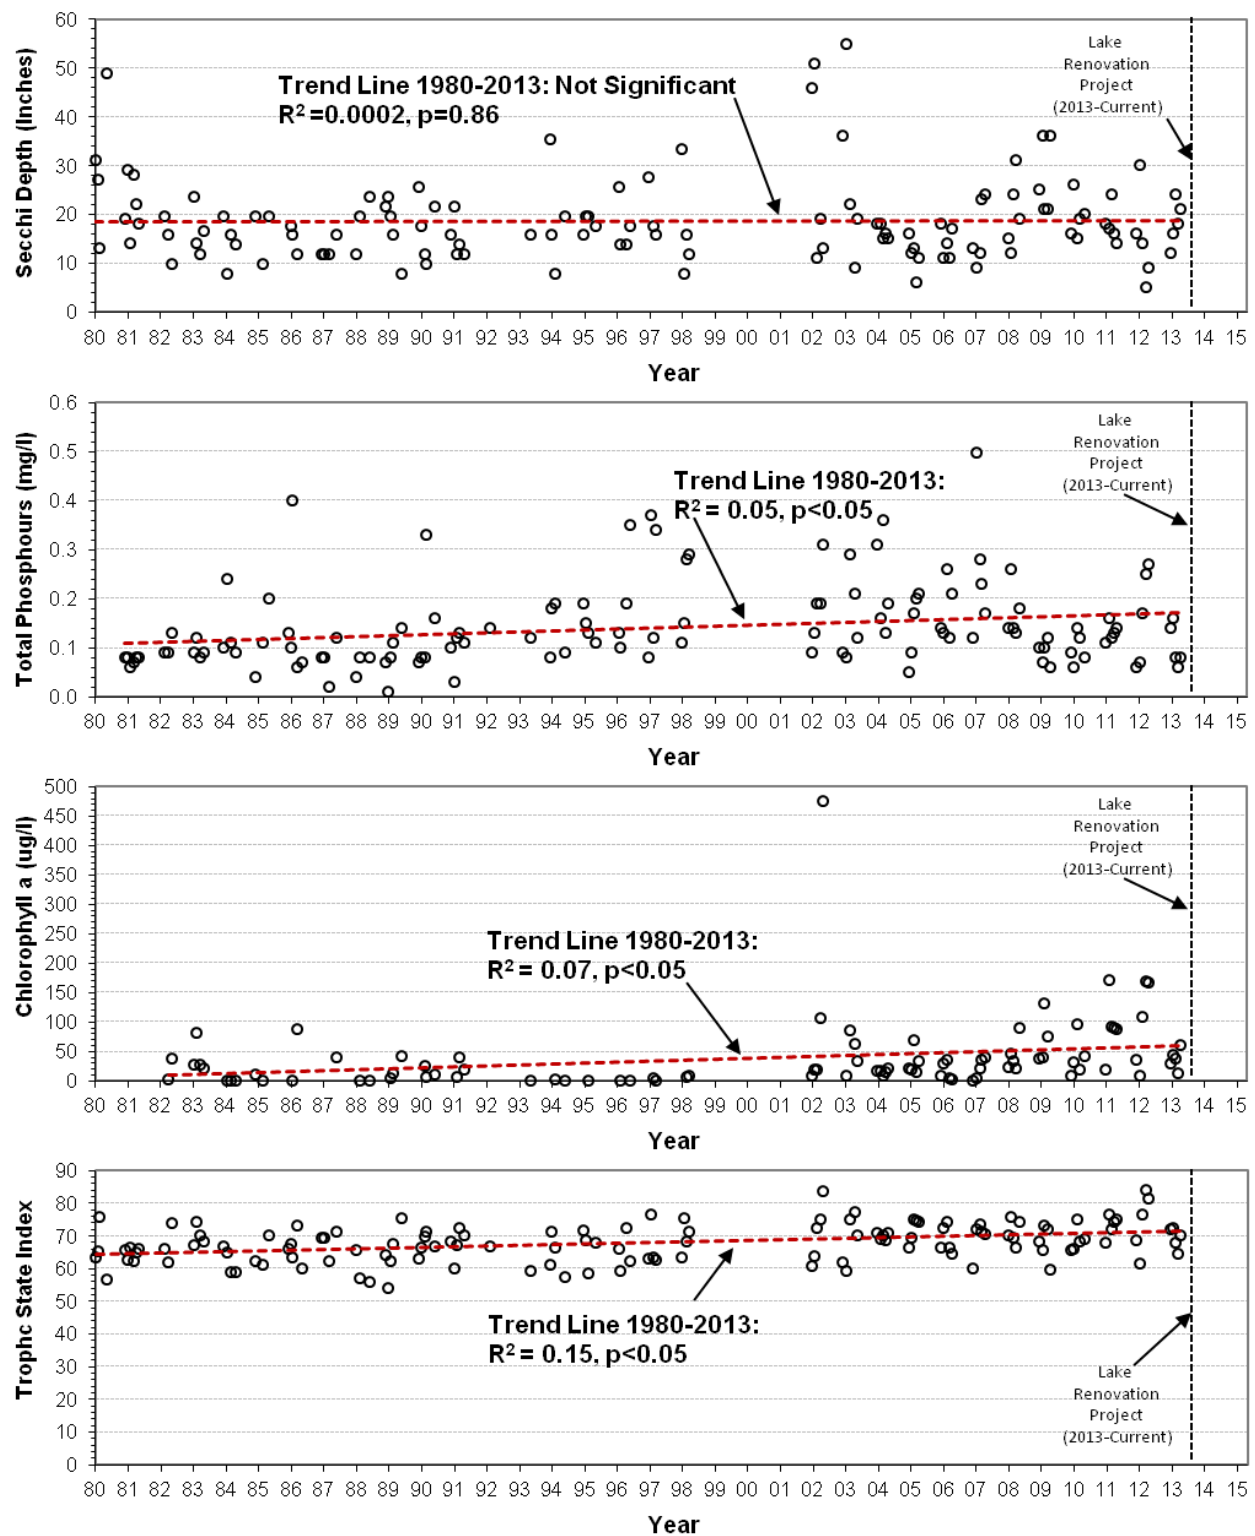 60
50
40
30
20
10
0
Secchi Depth (Inches)
Trend Line 1980-2013: Not Significant
R² =0.0002, p=0.86
Lake
Renovation
Project
(2013-Current)
80 81 82 83 84 85 86 87 88 89 90 91 92 93 94 95 96 97 98 99 00 01 02 03 04 05 06 07 08 09 10 11 12 13 14 15
Year
0.6
0.5
0.4
0.3
0.2
0.1
0.0
Total Phosphours (mg/l)
Trend Line 1980-2013:
R² = 0.05, p<0.05
Lake
Renovation
Project
(2013-Current)
80 81 82 83 84 85 86 87 88 89 90 91 92 93 94 95 96 97 98 99 00 01 02 03 04 05 06 07 08 09 10 11 12 13 14 15
Year
500
450
400
350
300
250
200
150
100
50
0
Chlorophyll a (ug/l)
Trend Line 1980-2013:
R² = 0.07, p<0.05
Lake
Renovation
Project
(2013-Current)
80 81 82 83 84 85 86 87 88 89 90 91 92 93 94 95 96 97 98 99 00 01 02 03 04 05 06 07 08 09 10 11 12 13 14 15
Year
90
80
70
60
50
40
30
20
10
0
Trophc State Index
Trend Line 1980-2013:
R² = 0.15, p<0.05
Lake
Renovation
Project
(2013-Current)
80 81 82 83 84 85 86 87 88 89 90 91 92 93 94 95 96 97 98 99 00 01 02 03 04 05 06 07 08 09 10 11 12 13 14 15
Year